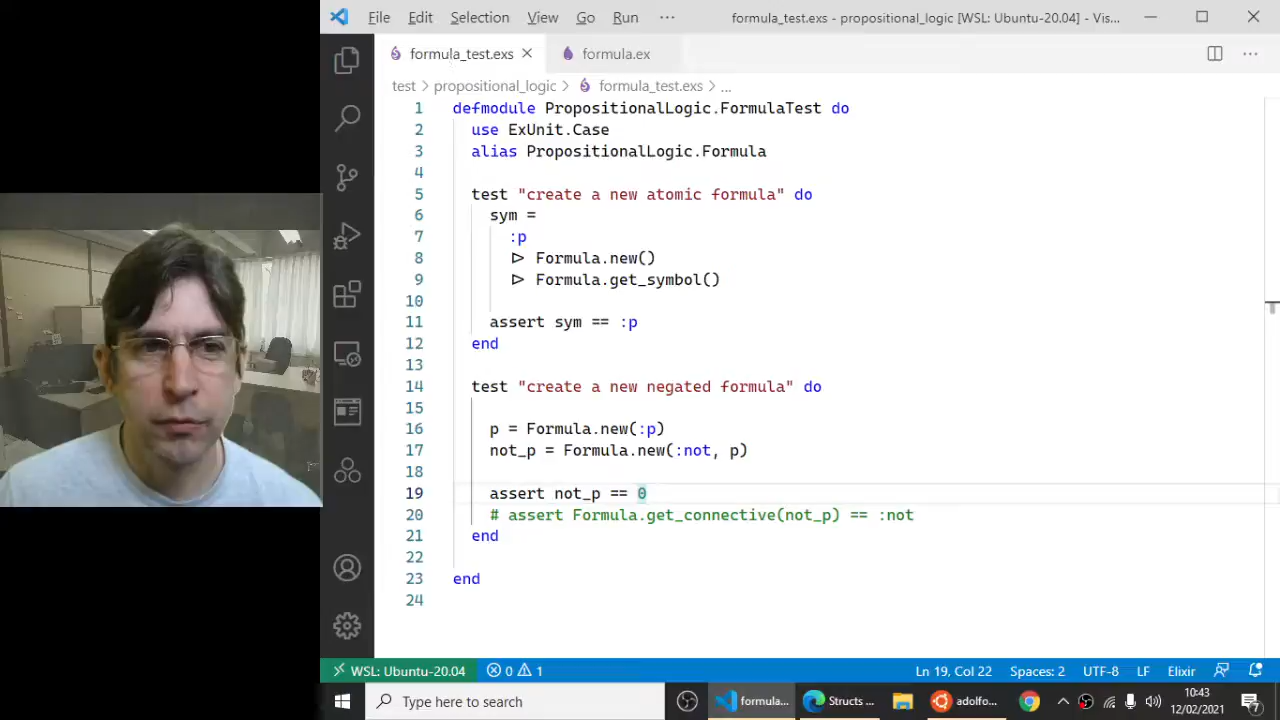 File Edit Selection View Go Run ··· formula_test.exs - propositional_logic [WSL: Ubuntu-20.04] - Vis...
formula_test.exs formula.ex
test > propositional_logic > formula_test.exs > ...
1 defmodule PropositionalLogic.FormulaTest do
2 use ExUnit.Case
3 alias PropositionalLogic.Formula
4
5 test "create a new atomic formula" do
6 sym =
7 :p
8 |> Formula.new()
9 |> Formula.get_symbol()
10
11 assert sym == :p
12 end
13
14 test "create a new negated formula" do
15
16 p = Formula.new(:p)
17 not_p = Formula.new(:not, p)
18
19 assert not_p == 0
20 # assert Formula.get_connective(not_p) == :not
21 end
22
23 end
24
WSL: Ubuntu-20.04 0 1 Ln 19, Col 22 Spaces: 2 UTF-8 LF Elixir
Type here to search formula... Structs ... adolfo... 10:43
12/02/2021 7